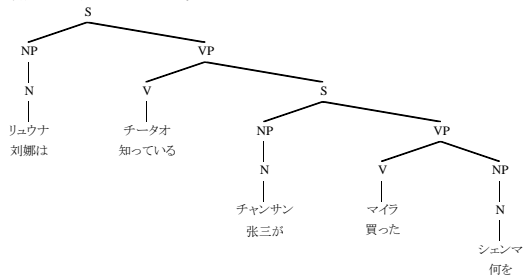 S
NP VP
N V S
リュウナ チータオ NP VP
刘娜は 知っている
N V NP
チャンサン マイラ N
张三が 買った
シェンマ
何を